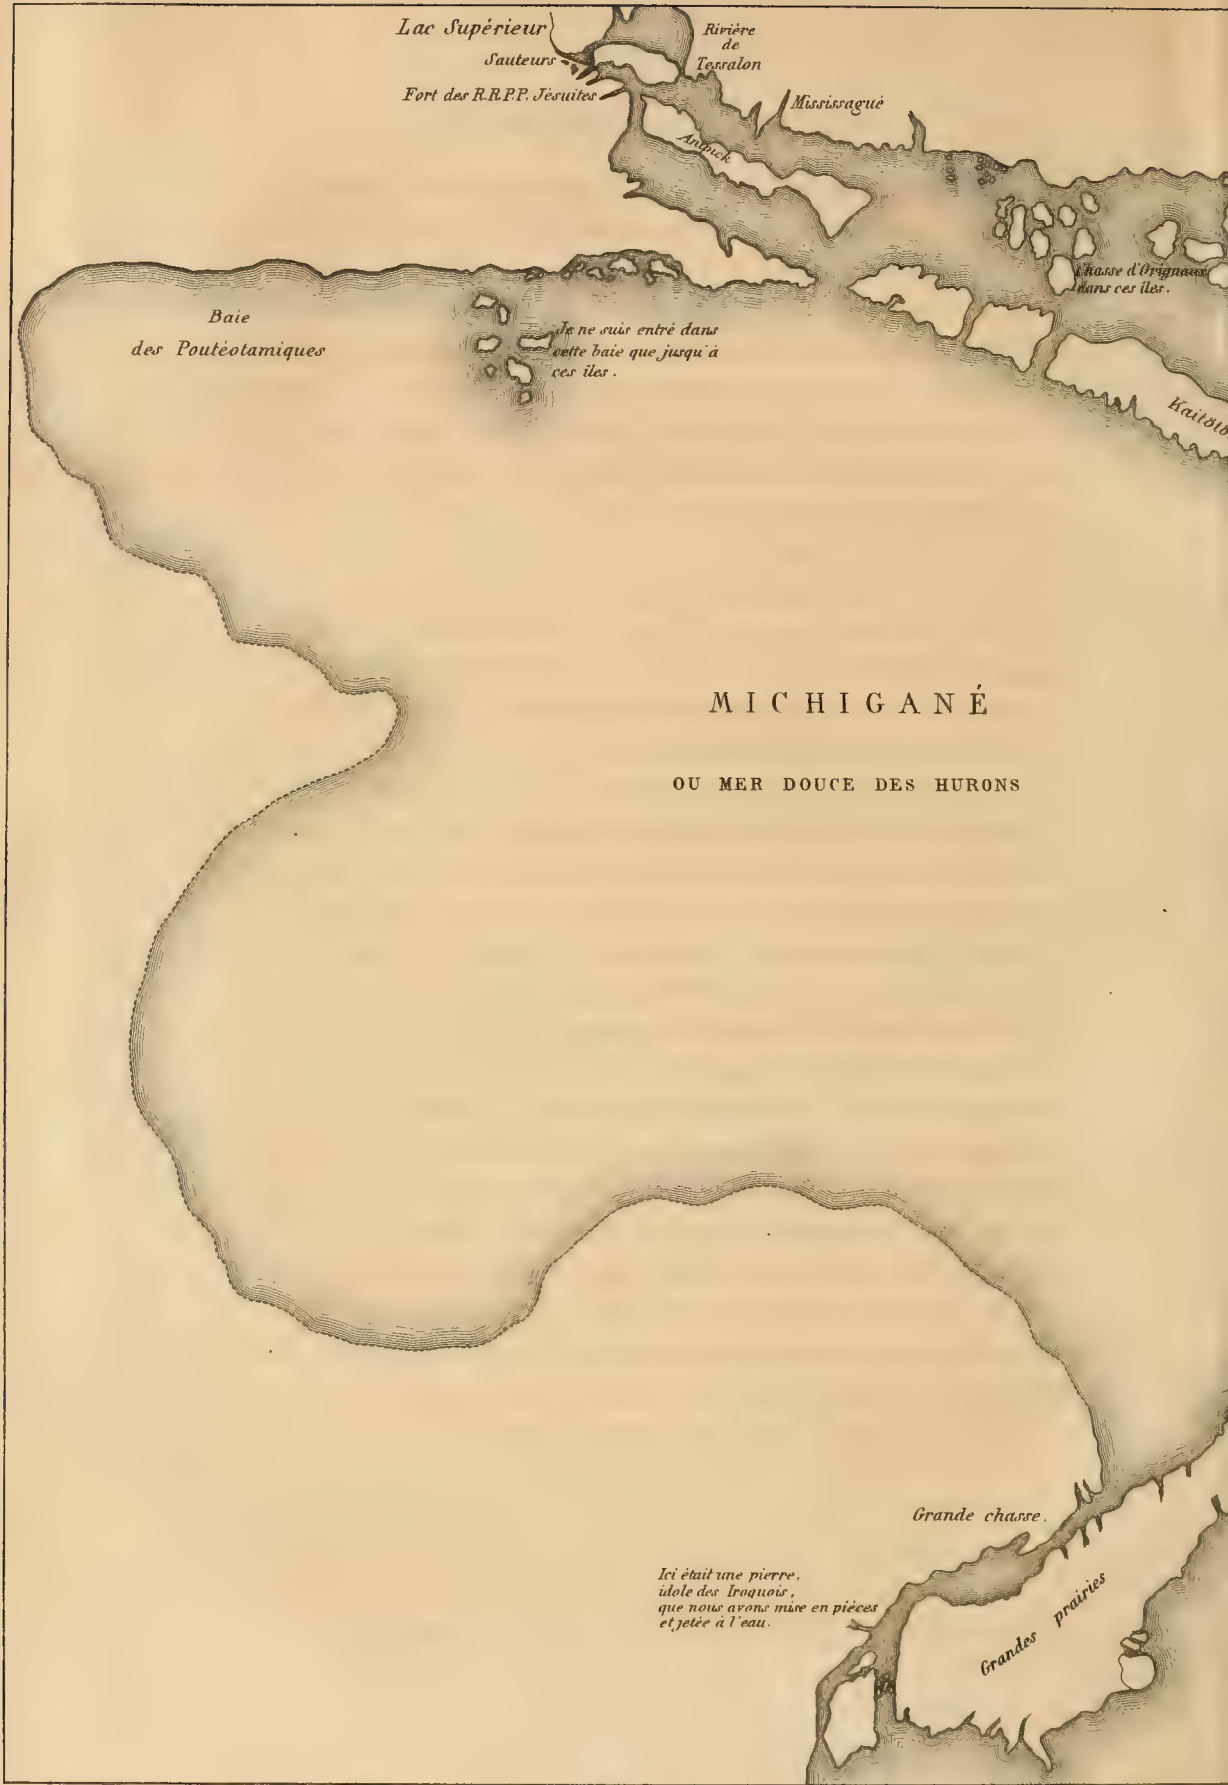 Lac Supérieur
Sauteurs
Fort des R.R.P.P. Jésuites
Rivière
de
Tessalon
Mississagué
Anipick
Chasse d'Orignaux
dans ces îles.
Baie
des Poutéotamiques
Je ne suis entré dans
cette baie que jusqu'à
ces îles.
MICHIGANÉ
OU MER DOUCE DES HURONS
Grande chasse.
Ici était une pierre,
idole des Iroquois,
que nous avons mise en pièces
et jetée à l'eau.
Grandes prairies